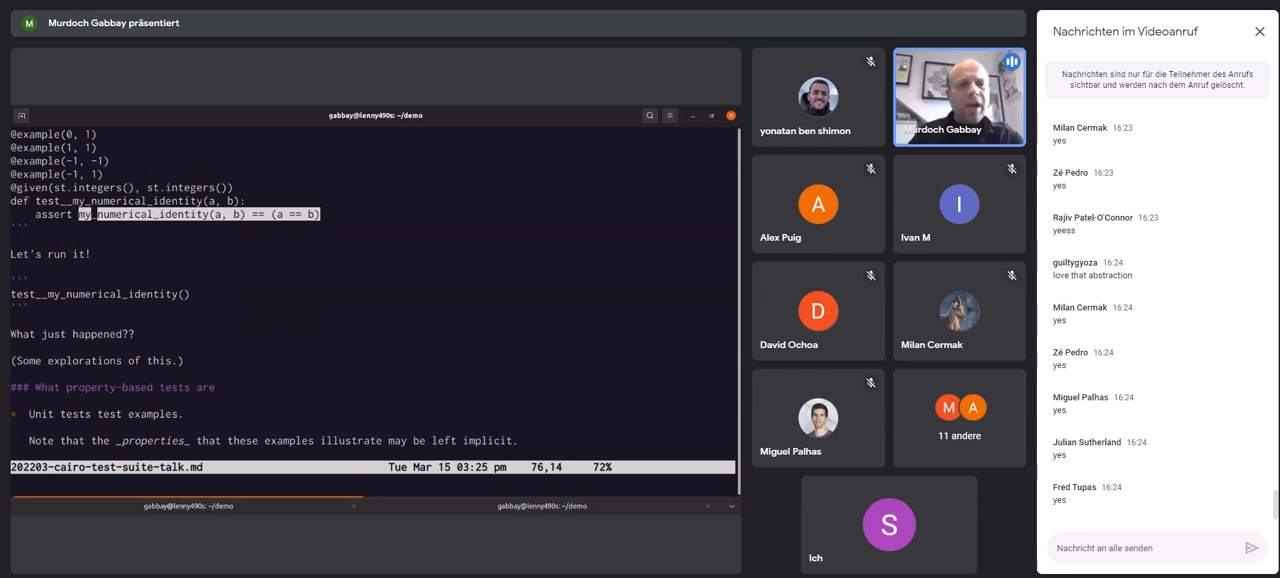 M Murdoch Gabbay präsentiert
gabbay@lenny490s: ~/demo
@example(0, 1)
@example(1, 1)
@example(-1, -1)
@example(-1, 1)
@given(st.integers(), st.integers())
def test__my_numerical_identity(a, b):
assert my_numerical_identity(a, b) == (a == b)
```
Let's run it!
```
test__my_numerical_identity()
```
What just happened??
(Some explorations of this.)
### What property-based tests are
* Unit tests test examples.
Note that the _properties_ that these examples illustrate may be left implicit.
202203-cairo-test-suite-talk.md Tue Mar 15 03:25 pm 76,14 72%
gabbay@lenny490s: ~/demo × gabbay@lenny490s: ~/demo ×
yonatan ben shimon
Murdoch Gabbay
A
Alex Puig
I
Ivan M
D
David Ochoa
Milan Cermak
Miguel Palhas
M A
11 andere
S
Ich
Nachrichten im Videoanruf
Nachrichten sind nur für die Teilnehmer des Anrufs
sichtbar und werden nach dem Anruf gelöscht.
Milan Cermak 16:23
yes
Zé Pedro 16:23
yes
Rajiv Patel-O'Connor 16:23
yeess
guiltygyoza 16:24
love that abstraction
Milan Cermak 16:24
yes
Zé Pedro 16:24
yes
Miguel Palhas 16:24
yes
Julian Sutherland 16:24
yes
Fred Tupas 16:24
yes
Nachricht an alle senden